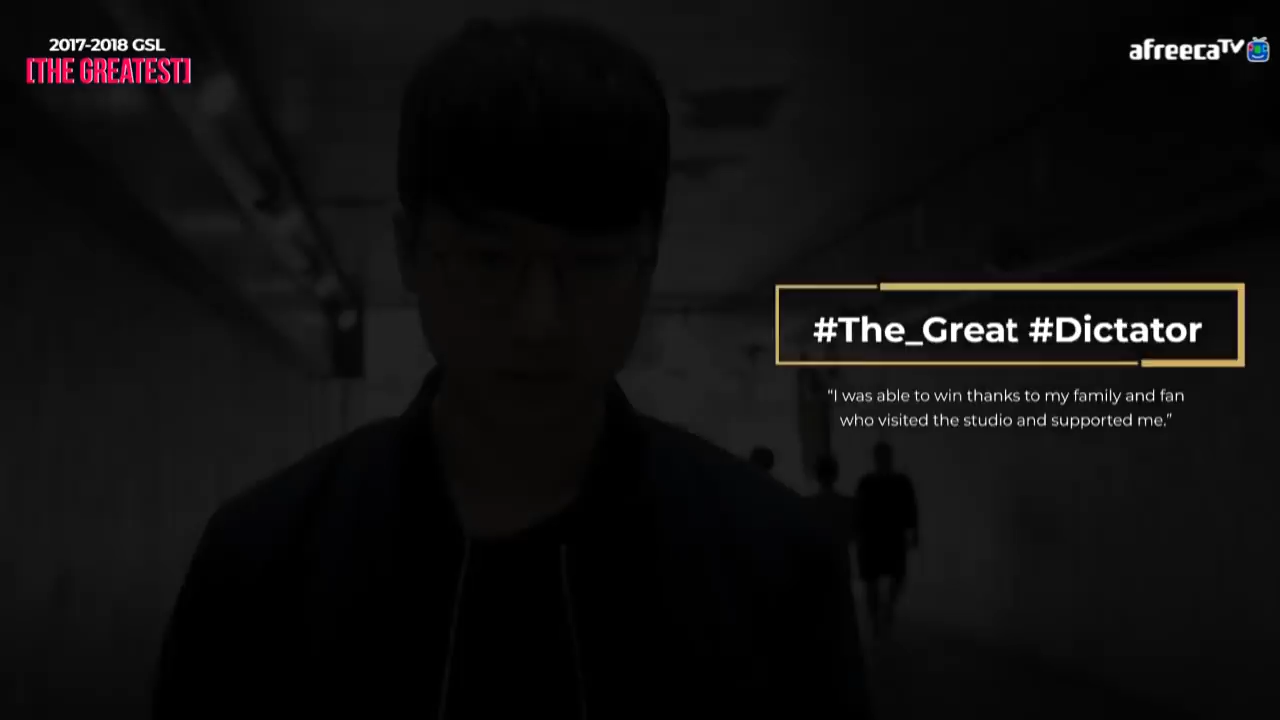 2017-2018 GSL
[THE GREATEST]
afreecaTV
#The_Great #Dictator
“I was able to win thanks to my family and fan
who visited the studio and supported me.”